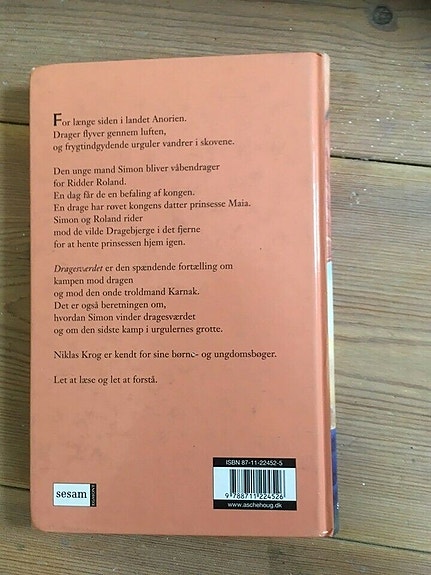 For længe siden i landet Anorien.
Drager flyver gennem luften,
og frygtindgydende urguler vandrer i skovene.
Den unge mand Simon bliver våbendrager
for Ridder Roland.
En dag får de en befaling af kongen.
En drage har røvet kongens datter prinsesse Maia.
Simon og Roland rider
mod de vilde Dragebjerge i det fjerne
for at hente prinsessen hjem igen.
Dragesværdet er den spændende fortælling om
kampen mod dragen
og mod den onde troldmand Karnak.
Det er også beretningen om,
hvordan Simon vinder dragesværdet
og om den sidste kamp i urgulernes grotte.
Niklas Krog er kendt for sine børne- og ungdomsbøger.
Let at læse og let at forstå.
sesam
ISBN 87-11-22452-5
9 788711 224526
www.aschehoug.dk